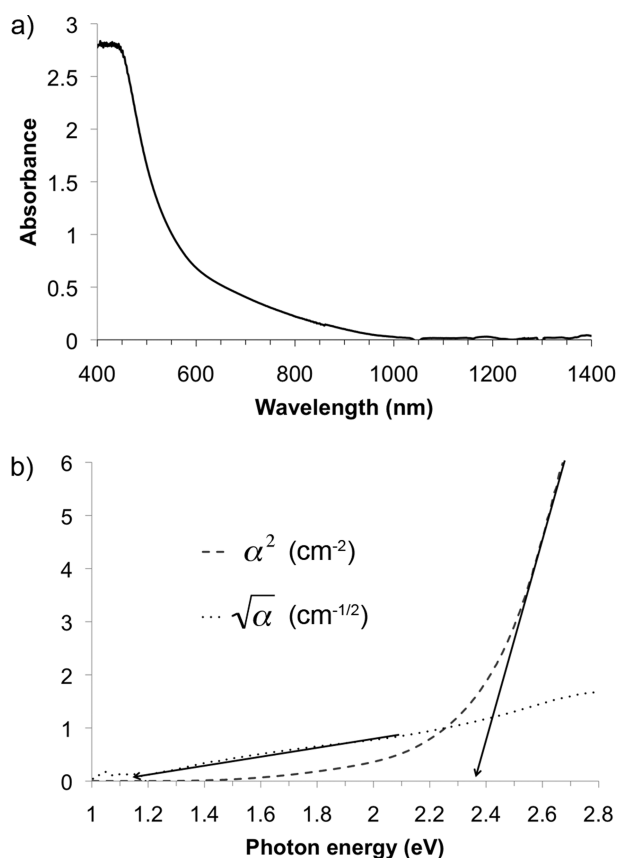 a)
3
2.5
2
1.5
1
0.5
0
Absorbance
400 600 800 1000 1200 1400
Wavelength (nm)
b)
6
5
4
3
2
1
0
α² (cm⁻²)
√α (cm⁻¹/²)
1 1.2 1.4 1.6 1.8 2 2.2 2.4 2.6 2.8
Photon energy (eV)